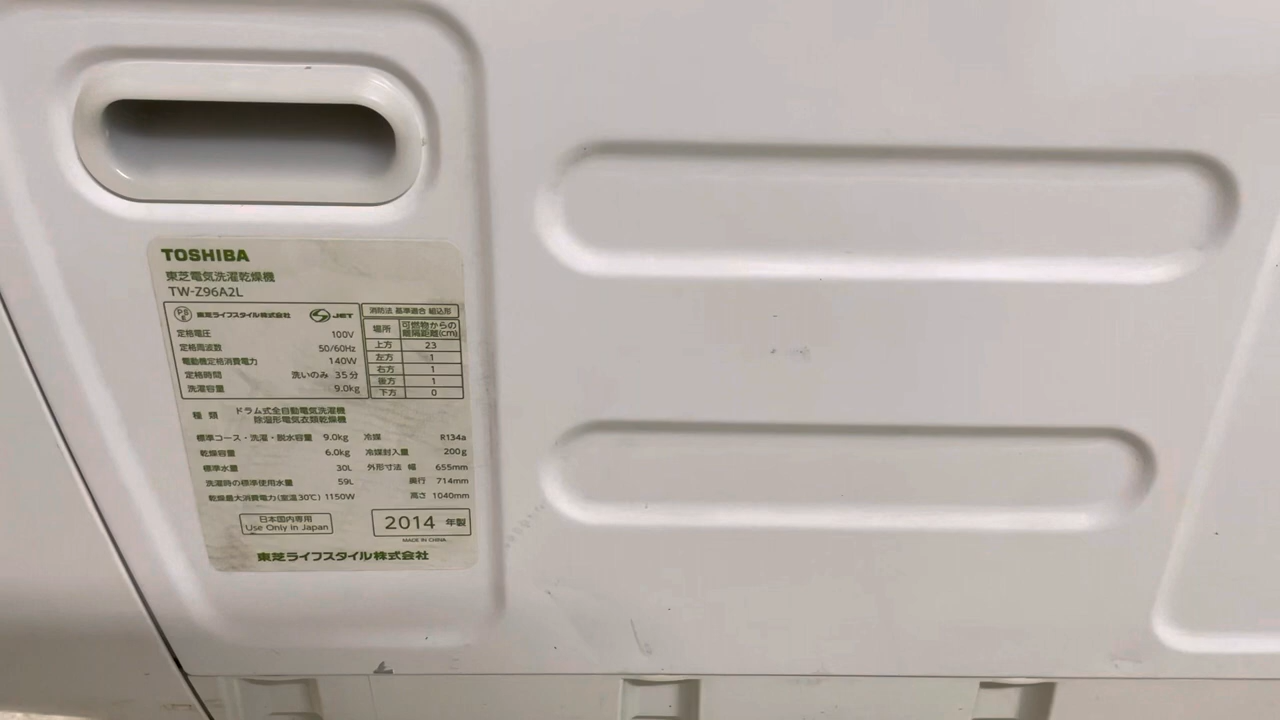 TOSHIBA
東芝電気洗濯乾燥機
TW-Z96A2L
PS E 東芝ライフスタイル株式会社 JET
定格電圧 100V
定格周波数 50/60Hz
電動機定格消費電力 140W
定格時間 洗いのみ 35分
洗濯容量 9.0kg
消防法 基準適合 組込形
場所 可燃物からの離隔距離(cm)
上方 23
左方 1
右方 1
後方 1
下方 0
種類 ドラム式全自動電気洗濯機
除湿形電気衣類乾燥機
標準コース・洗濯・脱水容量 9.0kg 冷媒 R134a
乾燥容量 6.0kg 冷媒封入量 200g
標準水量 30L 外形寸法 幅 655mm
洗濯時の標準使用水量 59L 奥行 714mm
乾燥最大消費電力(室温30℃) 1150W 高さ 1040mm
日本国内専用
Use Only in Japan
2014 年製
MADE IN CHINA
東芝ライフスタイル株式会社